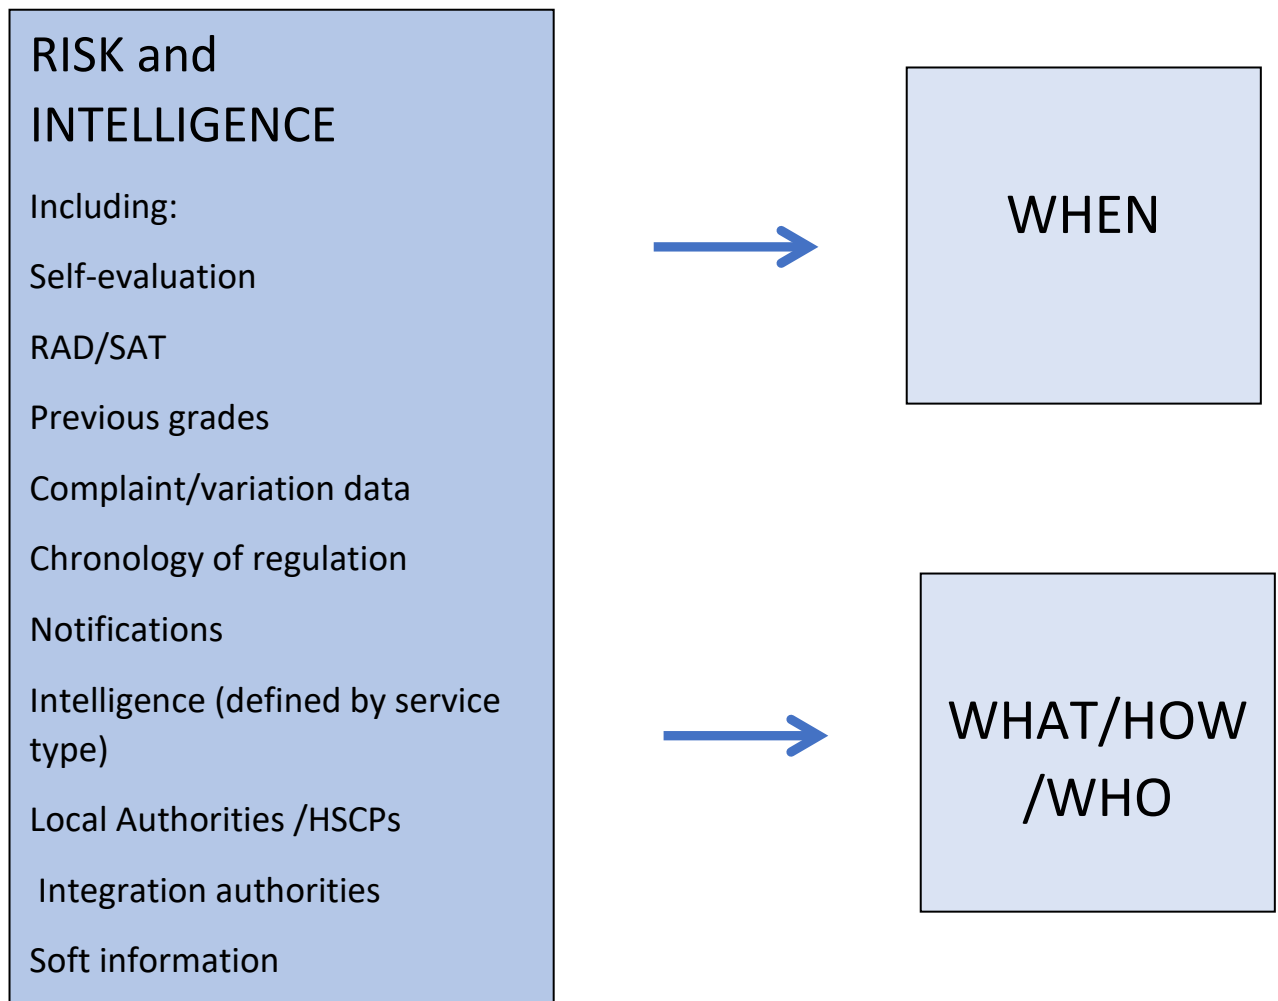 RISK and
INTELLIGENCE
Including:
Self-evaluation
RAD/SAT
Previous grades
Complaint/variation data
Chronology of regulation
Notifications
Intelligence (defined by service
type)
Local Authorities /HSCPs
Integration authorities
Soft information
WHEN
WHAT/HOW
/WHO